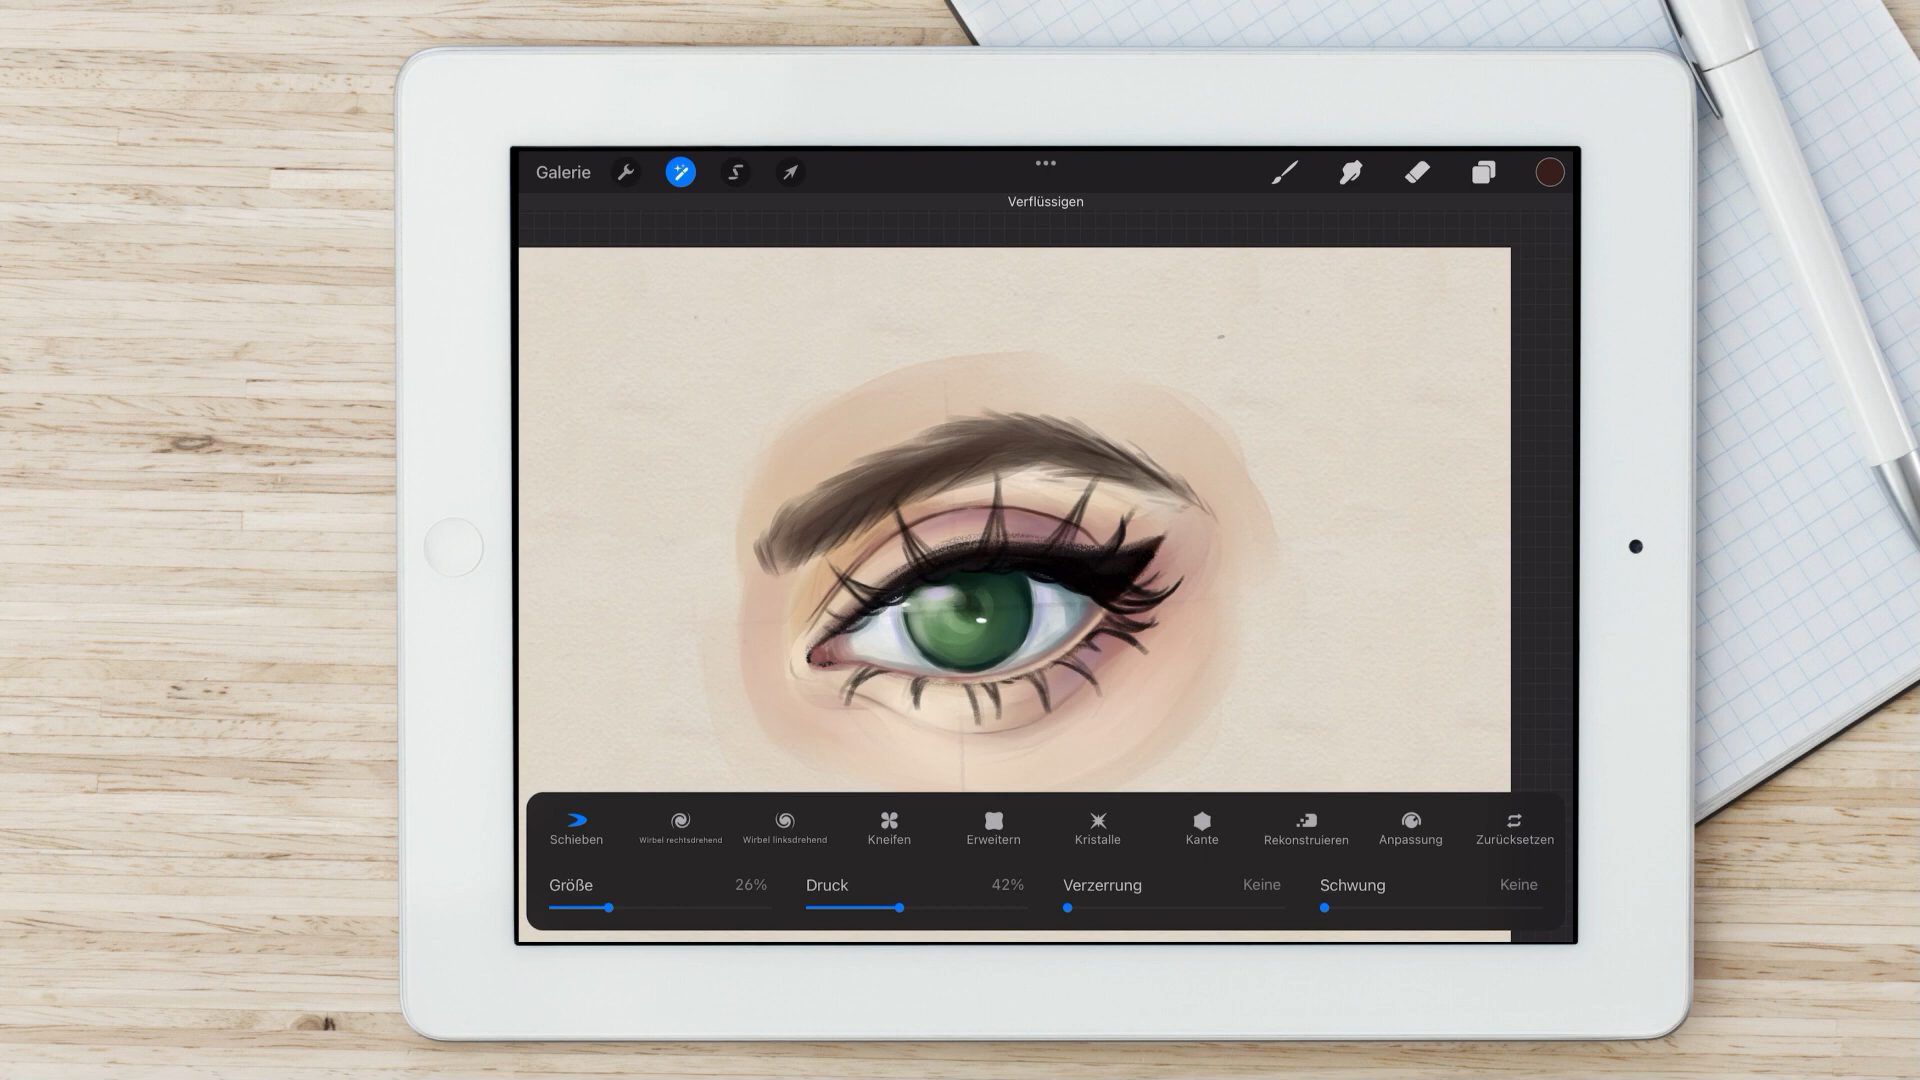 Galerie
Verflüssigen
Schieben
Wirbel rechtsdrehend
Wirbel linksdrehend
Kneifen
Erweitern
Kristalle
Kante
Rekonstruieren
Anpassung
Zurücksetzen
Größe 26%
Druck 42%
Verzerrung Keine
Schwung Keine